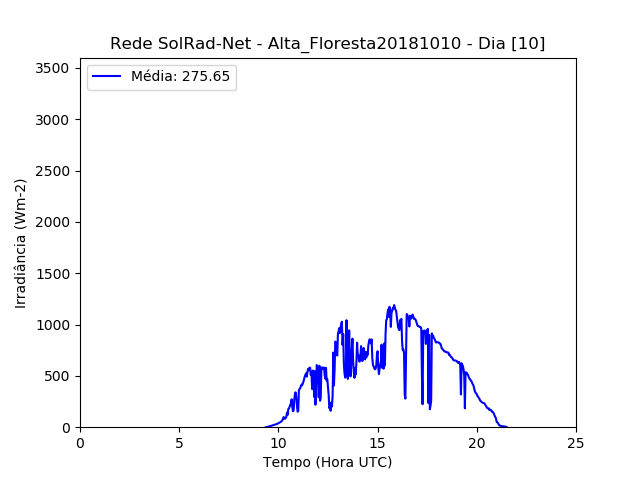 Rede SolRad-Net - Alta_Floresta20181010 - Dia [10]
Média: 275.65
3500
3000
2500
2000
1500
1000
500
0
Irradiância (Wm-2)
0 5 10 15 20 25
Tempo (Hora UTC)